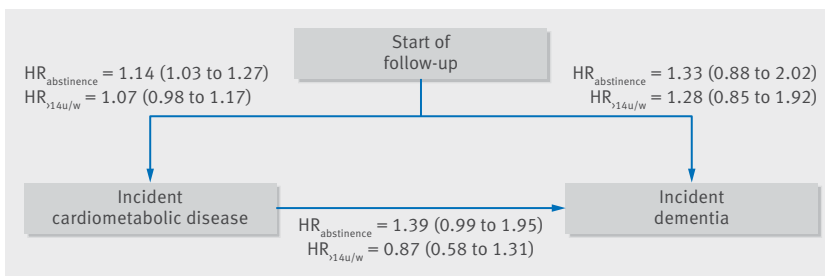 Start of
follow-up
HRabstinence = 1.14 (1.03 to 1.27)
HR>14u/w = 1.07 (0.98 to 1.17)
HRabstinence = 1.33 (0.88 to 2.02)
HR>14u/w = 1.28 (0.85 to 1.92)
Incident
cardiometabolic disease
HRabstinence = 1.39 (0.99 to 1.95)
HR>14u/w = 0.87 (0.58 to 1.31)
Incident
dementia